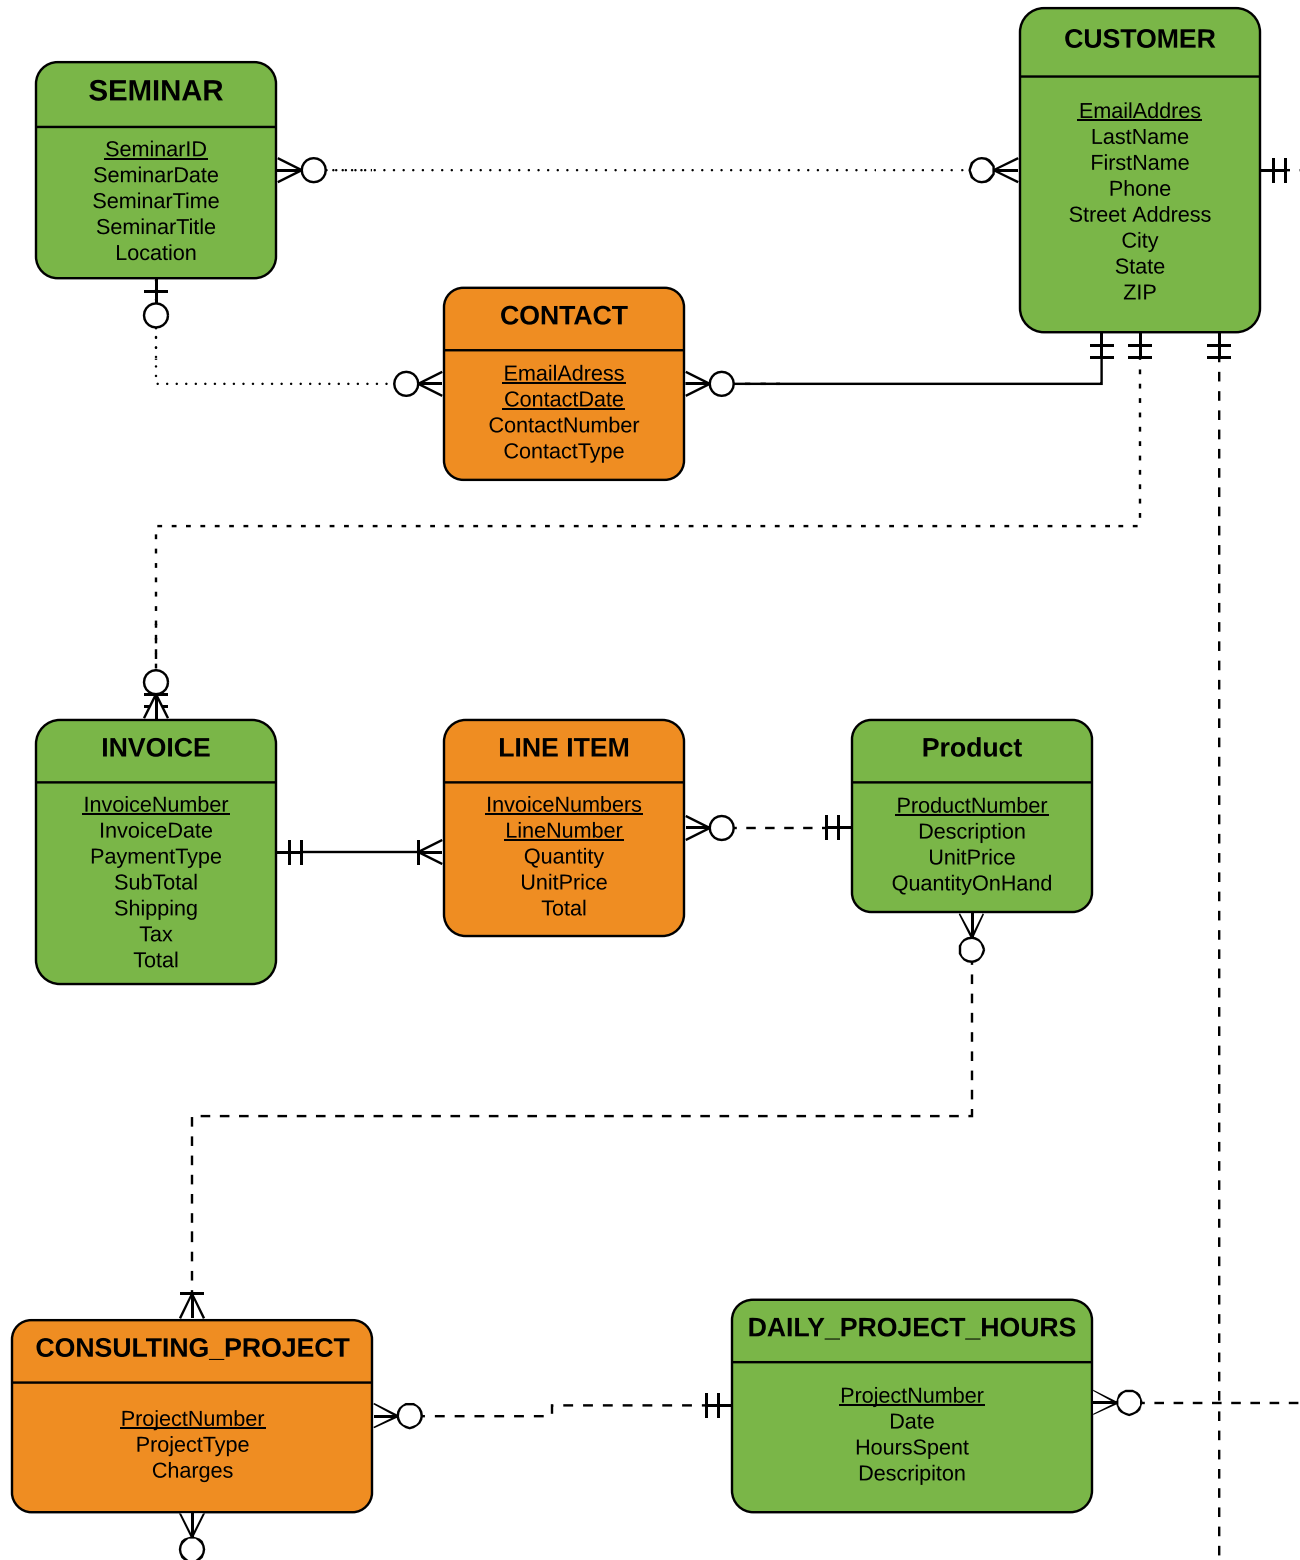 CUSTOMER
EmailAddres
LastName
FirstName
Phone
Street Address
City
State
ZIP
SEMINAR
SeminarID
SeminarDate
SeminarTime
SeminarTitle
Location
CONTACT
EmailAdress
ContactDate
ContactNumber
ContactType
INVOICE
InvoiceNumber
InvoiceDate
PaymentType
SubTotal
Shipping
Tax
Total
LINE ITEM
InvoiceNumbers
LineNumber
Quantity
UnitPrice
Total
Product
ProductNumber
Description
UnitPrice
QuantityOnHand
CONSULTING_PROJECT
ProjectNumber
ProjectType
Charges
DAILY_PROJECT_HOURS
ProjectNumber
Date
HoursSpent
Descripiton